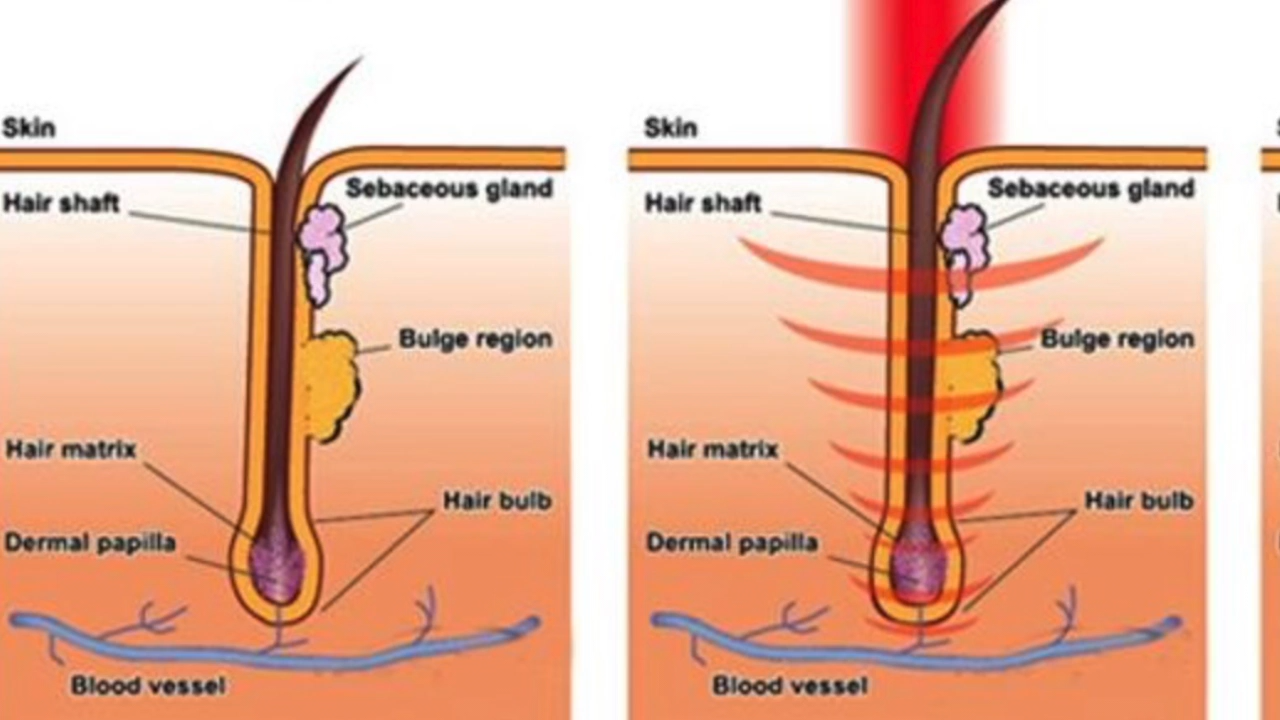 Skin
Hair shaft
Sebaceous gland
Bulge region
Hair matrix
Hair bulb
Dermal papilla
Blood vessel
Skin
Hair shaft
Sebaceous gland
Bulge region
Hair matrix
Hair bulb
Dermal papilla
Blood vessel